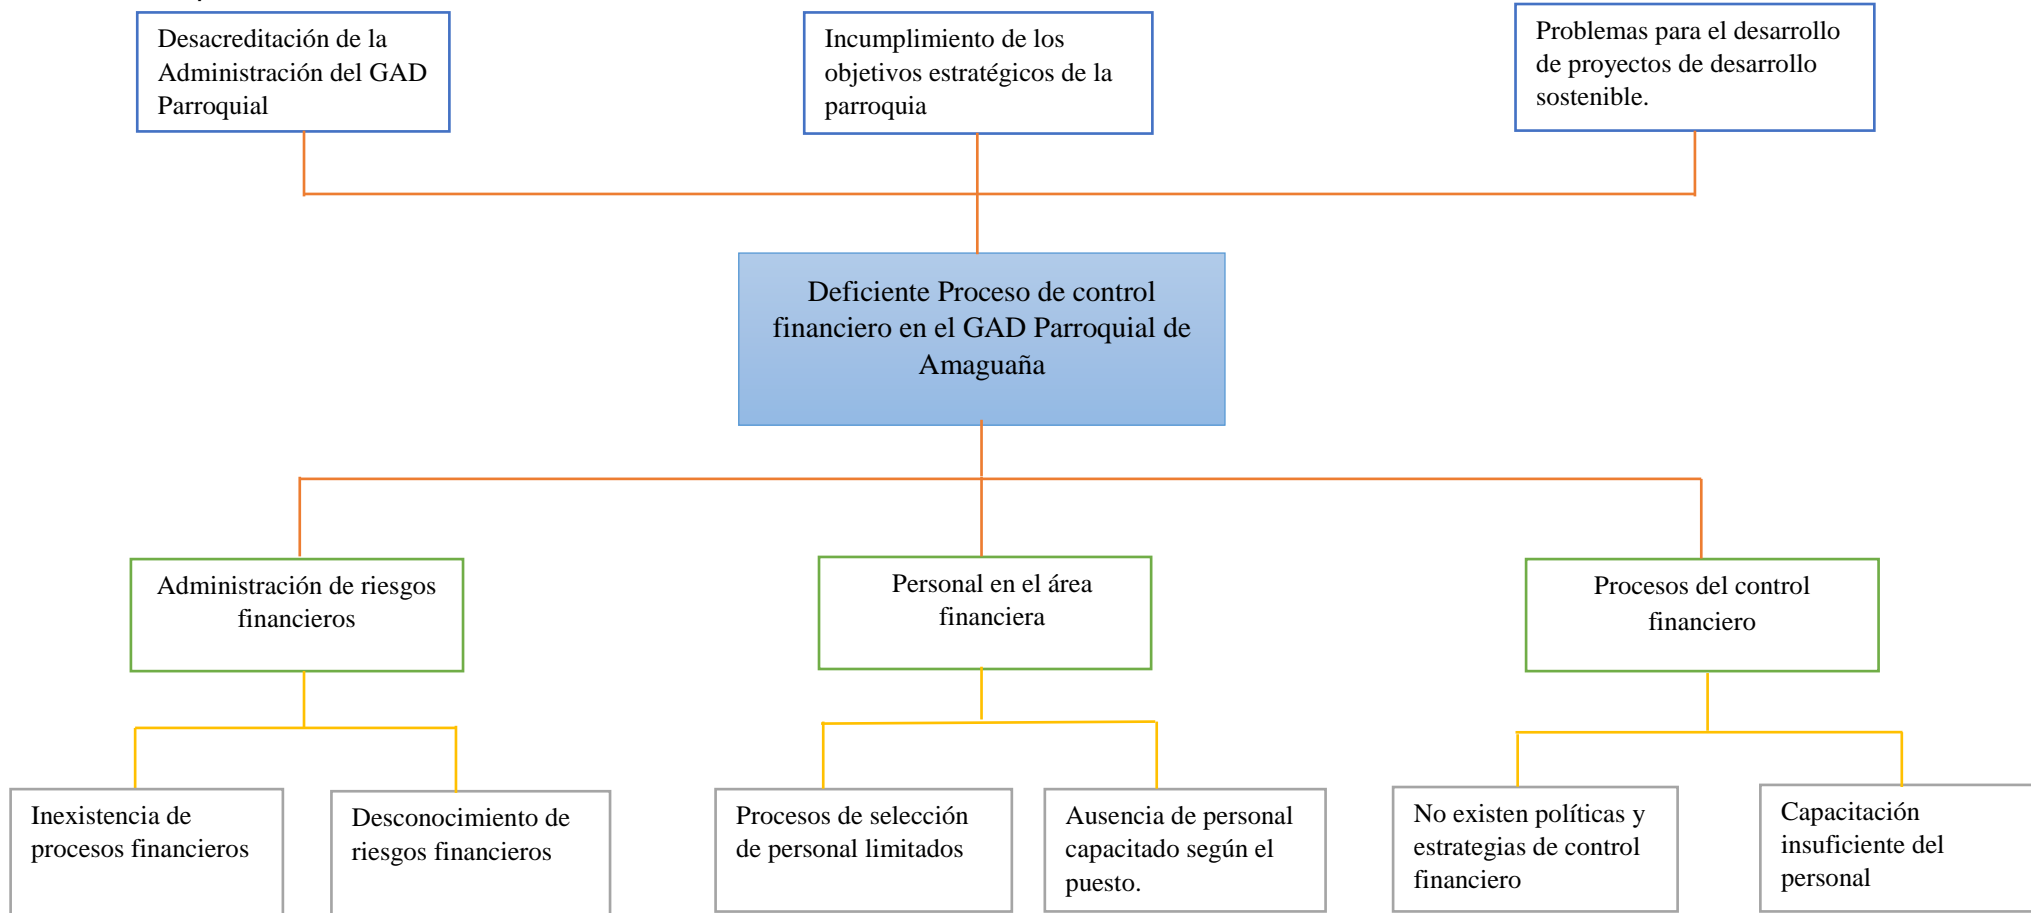 Desacreditación de la
Administración del GAD
Parroquial
Incumplimiento de los
objetivos estratégicos de la
parroquia
Problemas para el desarrollo
de proyectos de desarrollo
sostenible.
Deficiente Proceso de control
financiero en el GAD Parroquial de
Amaguaña
Administración de riesgos
financieros
Personal en el área
financiera
Procesos del control
financiero
Inexistencia de
procesos financieros
Desconocimiento de
riesgos financieros
Procesos de selección
de personal limitados
Ausencia de personal
capacitado según el
puesto.
No existen políticas y
estrategias de control
financiero
Capacitación
insuficiente del
personal